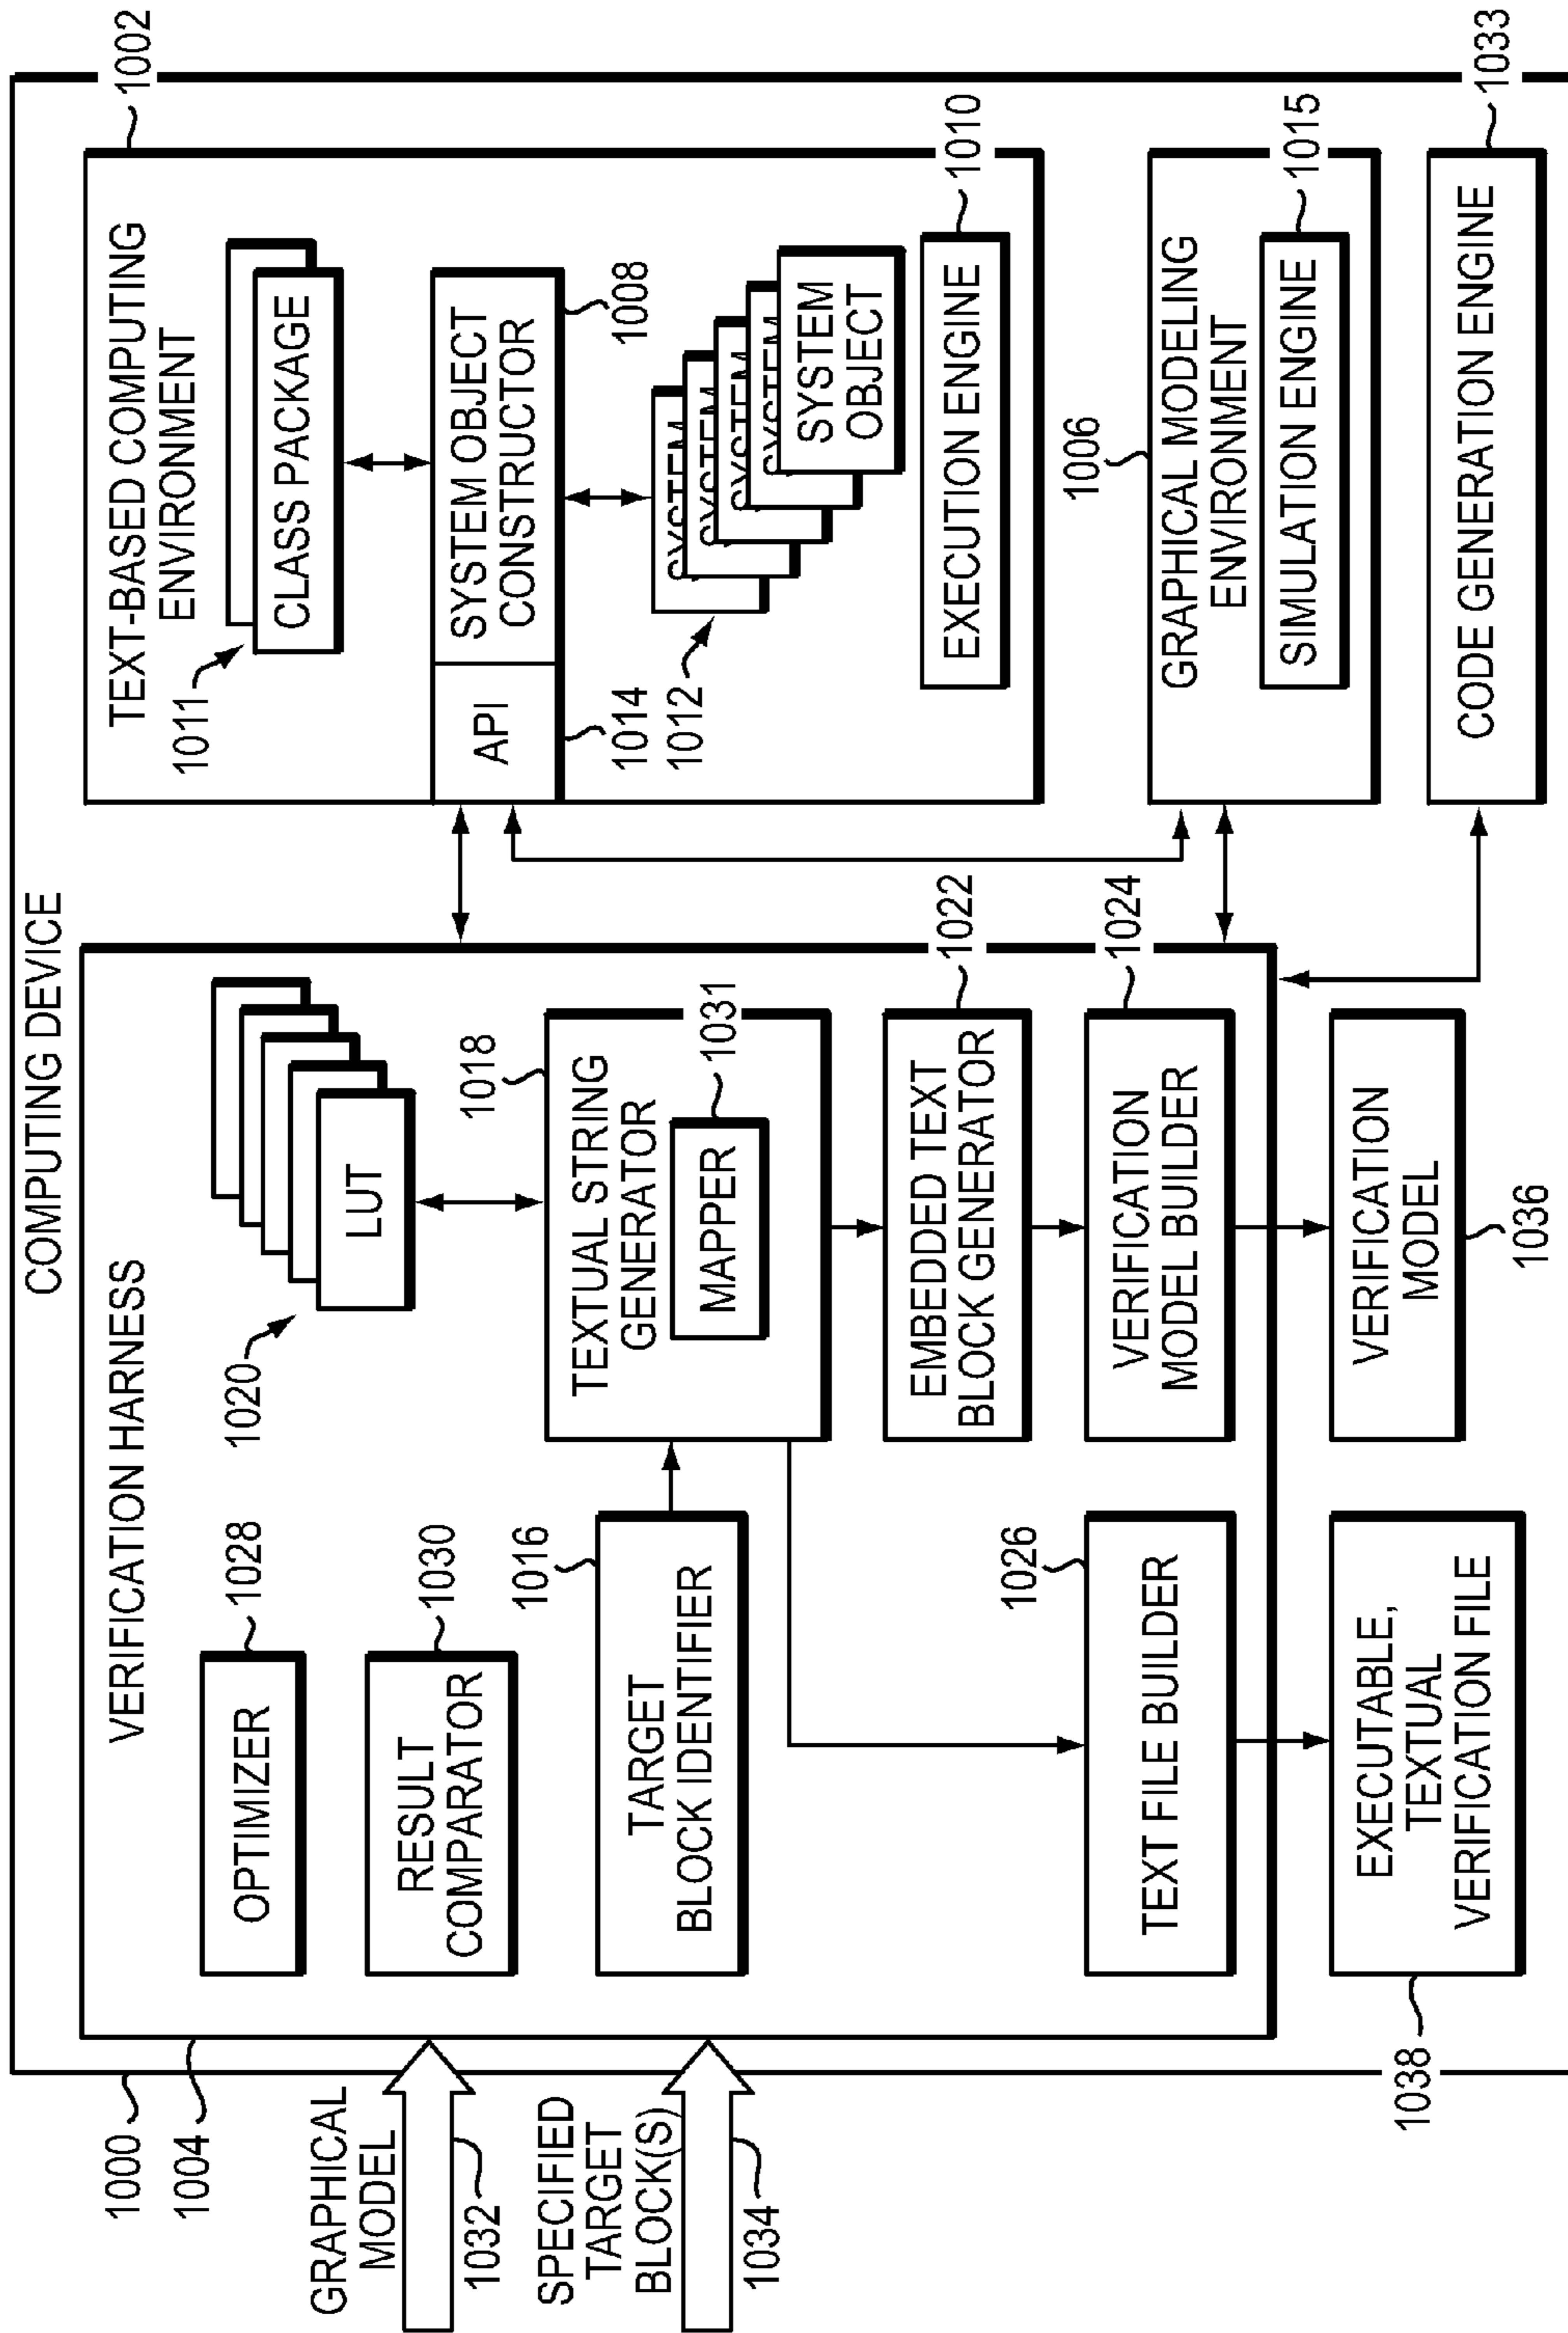 COMPUTING DEVICE
1000
1004
VERIFICATION HARNESS
GRAPHICAL
MODEL
1032
SPECIFIED
TARGET
BLOCK(S)
1034
OPTIMIZER
1028
RESULT
COMPARATOR
1030
1020
LUT
TARGET
BLOCK IDENTIFIER
1016
TEXTUAL STRING
GENERATOR
1018
MAPPER
1031
EMBEDDED TEXT
BLOCK GENERATOR
1022
TEXT FILE BUILDER
1026
VERIFICATION
MODEL BUILDER
1024
EXECUTABLE,
TEXTUAL
VERIFICATION FILE
1038
VERIFICATION
MODEL
1036
TEXT-BASED COMPUTING
ENVIRONMENT
1002
1011
CLASS PACKAGE
API
1014
SYSTEM OBJECT
CONSTRUCTOR
1008
1012
SYSTEM
SYSTEM
SYSTEM
SYSTEM
SYSTEM
OBJECT
EXECUTION ENGINE
1010
1006
GRAPHICAL MODELING
ENVIRONMENT
SIMULATION ENGINE
1015
CODE GENERATION ENGINE
1033